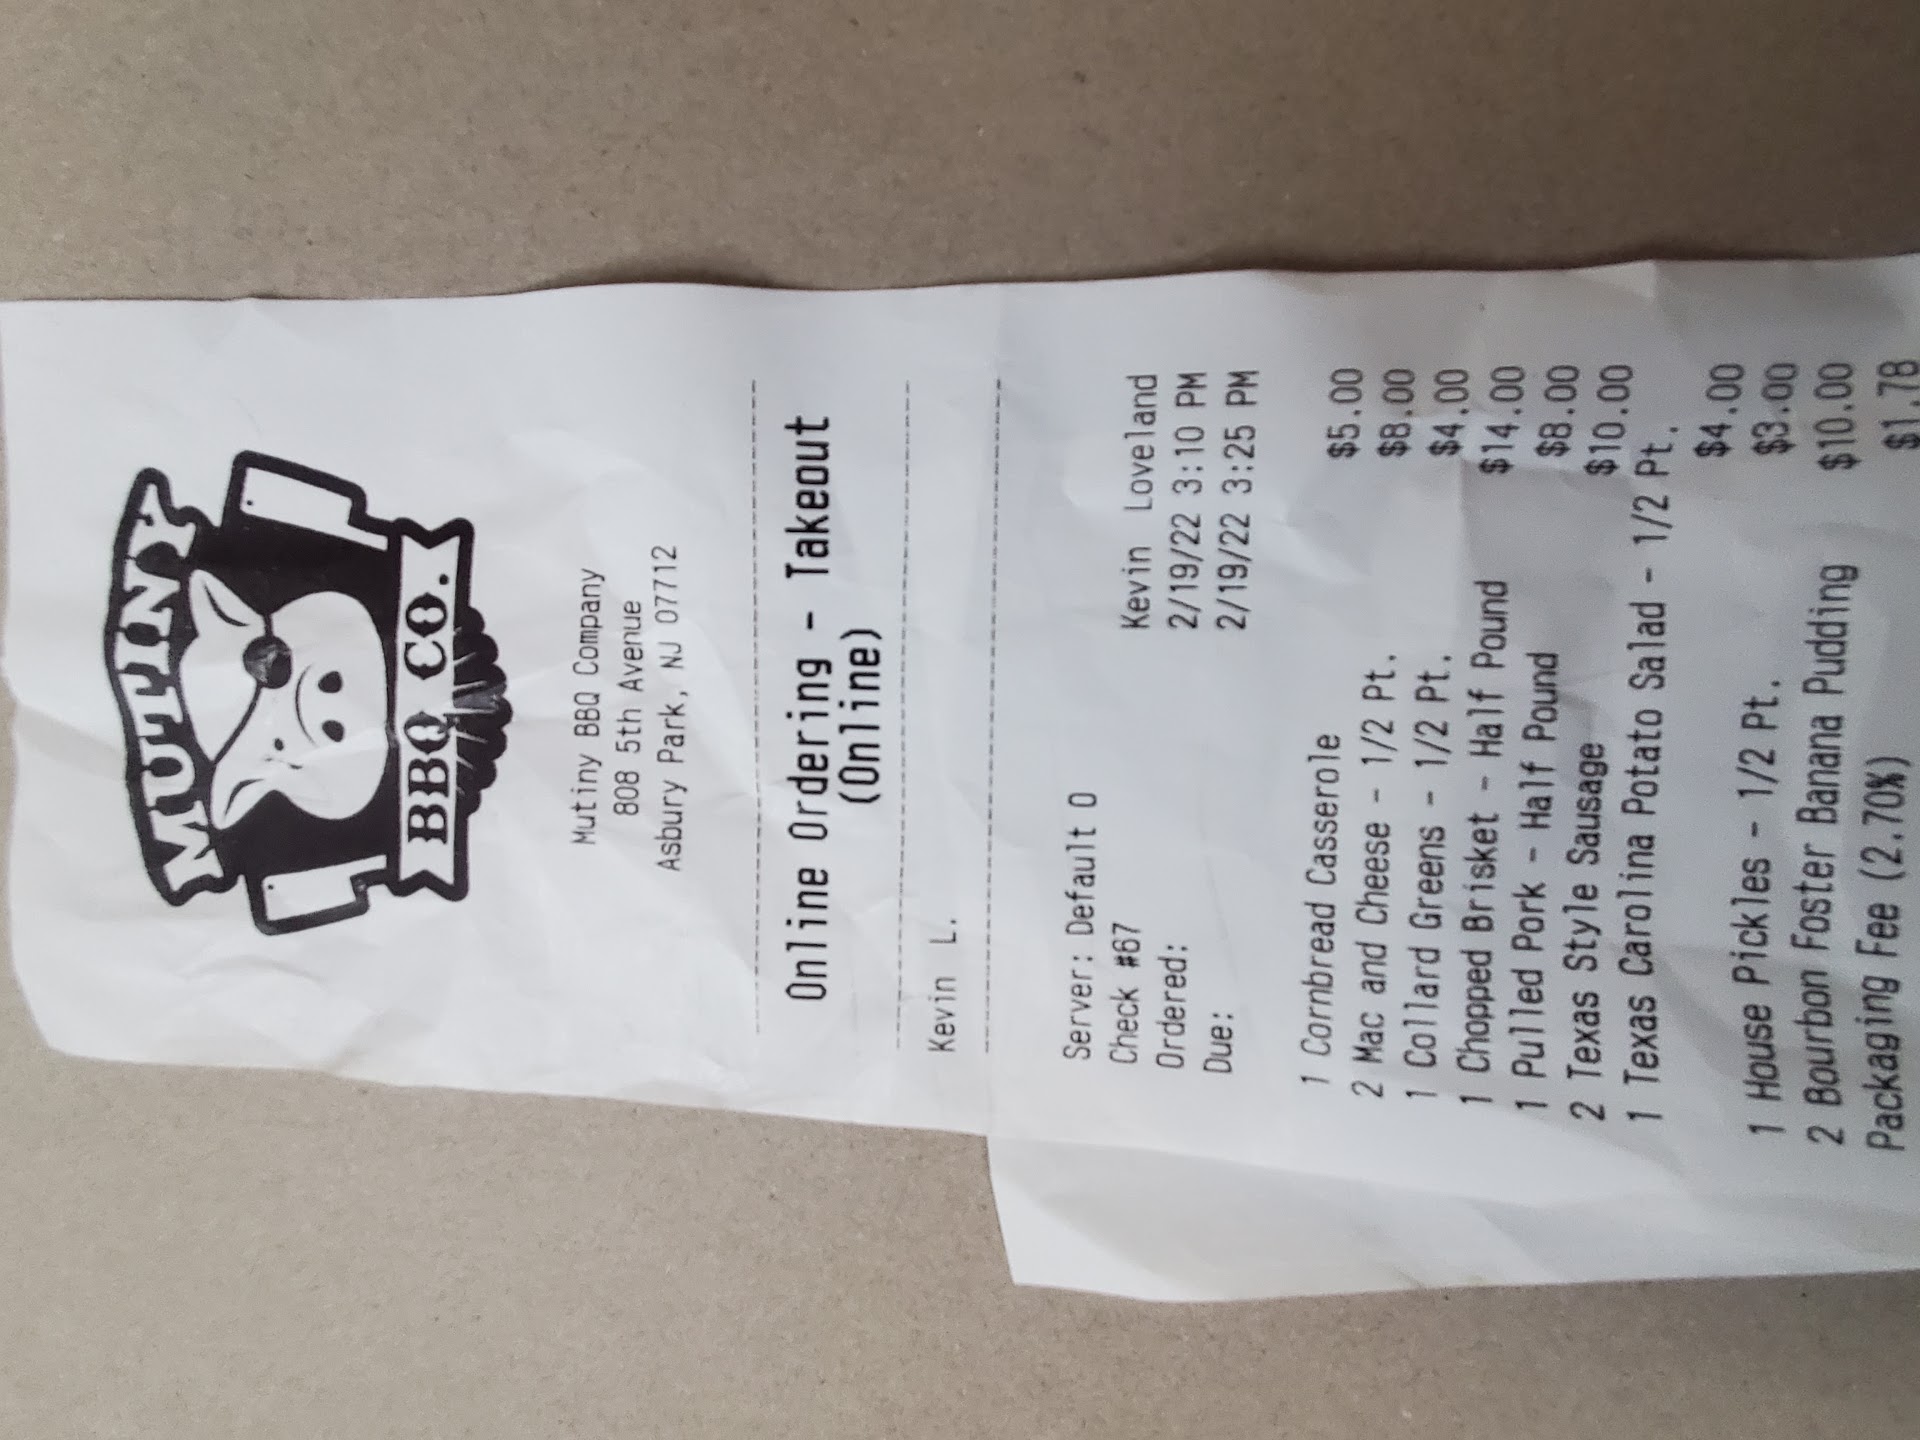 MUTINY
BBQ CO.
Mutiny BBQ Company
808 5th Avenue
Asbury Park, NJ 07712
Online Ordering - Takeout
(Online)
Kevin L.
Server: Default O
Check #67 Kevin Loveland
Ordered: 2/19/22 3:10 PM
Due: 2/19/22 3:25 PM
1 Cornbread Casserole $5.00
2 Mac and Cheese - 1/2 Pt. $8.00
1 Collard Greens - 1/2 Pt. $4.00
1 Chopped Brisket - Half Pound $14.00
1 Pulled Pork - Half Pound $8.00
2 Texas Style Sausage $10.00
1 Texas Carolina Potato Salad - 1/2 Pt.
$4.00
1 House Pickles - 1/2 Pt. $3.00
2 Bourbon Foster Banana Pudding $10.00
Packaging Fee (2.70%) $1.78